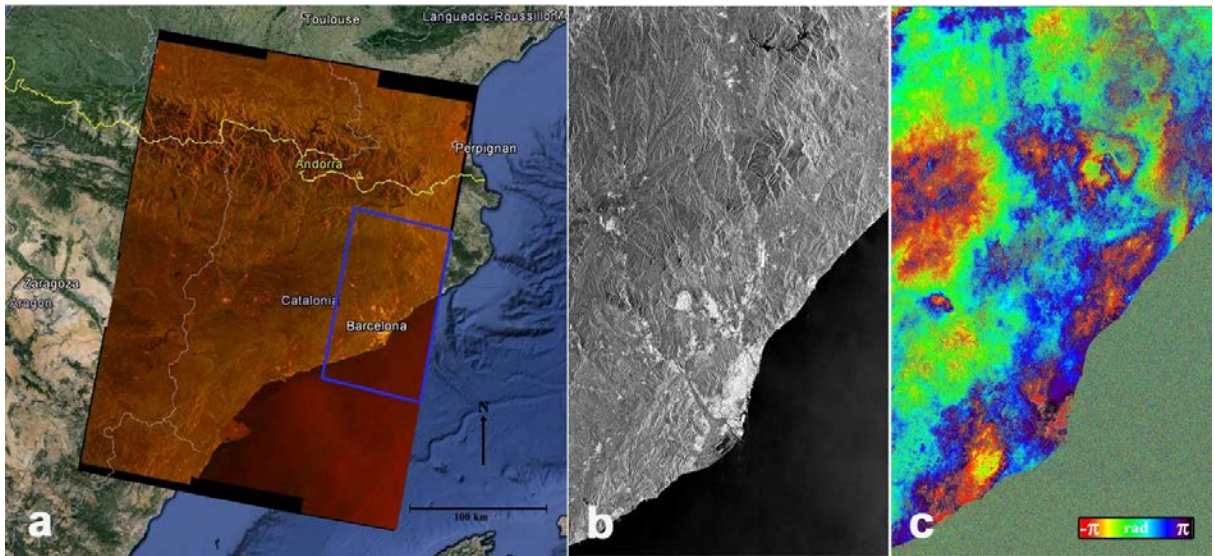 Toulouse
Languedoc-Roussillon
Perpignan
Andorra
Zaragoza
Aragon
Catalonia
Barcelona
N
100 km
a
b
c
-π rad π